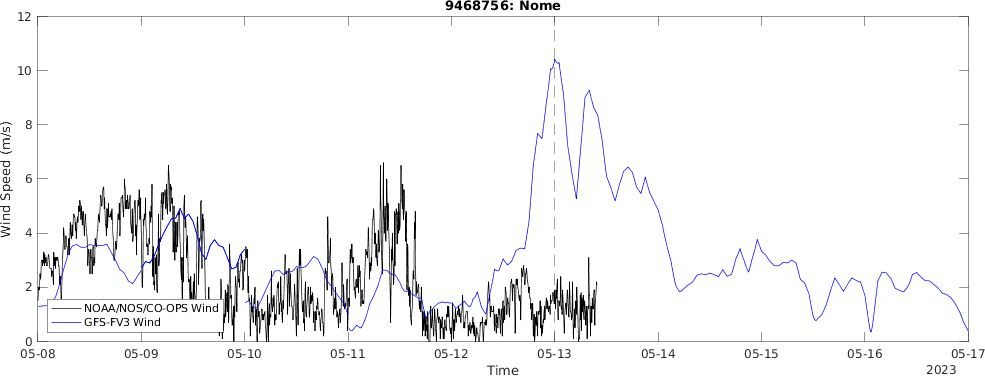 9468756: Nome
12
10
8
6
4
2
0
Wind Speed (m/s)
NOAA/NOS/CO-OPS Wind
GFS-FV3 Wind
05-08 05-09 05-10 05-11 05-12 05-13 05-14 05-15 05-16 05-17
Time
2023